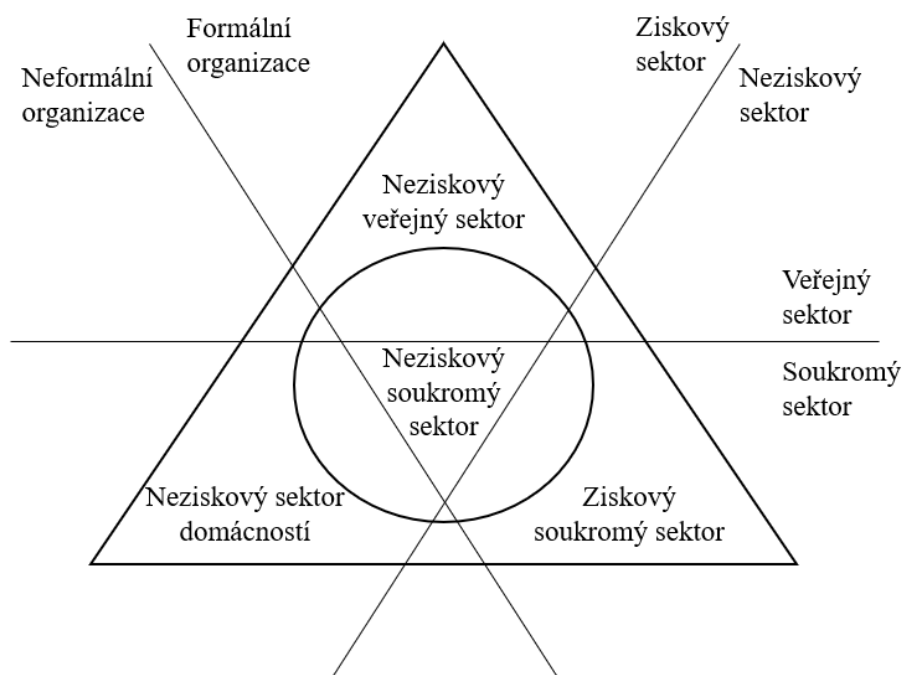 Formální
organizace
Neformální
organizace
Ziskový
sektor
Neziskový
sektor
Neziskový
veřejný sektor
Veřejný
sektor
Soukromý
sektor
Neziskový
soukromý
sektor
Neziskový sektor
domácností
Ziskový
soukromý sektor